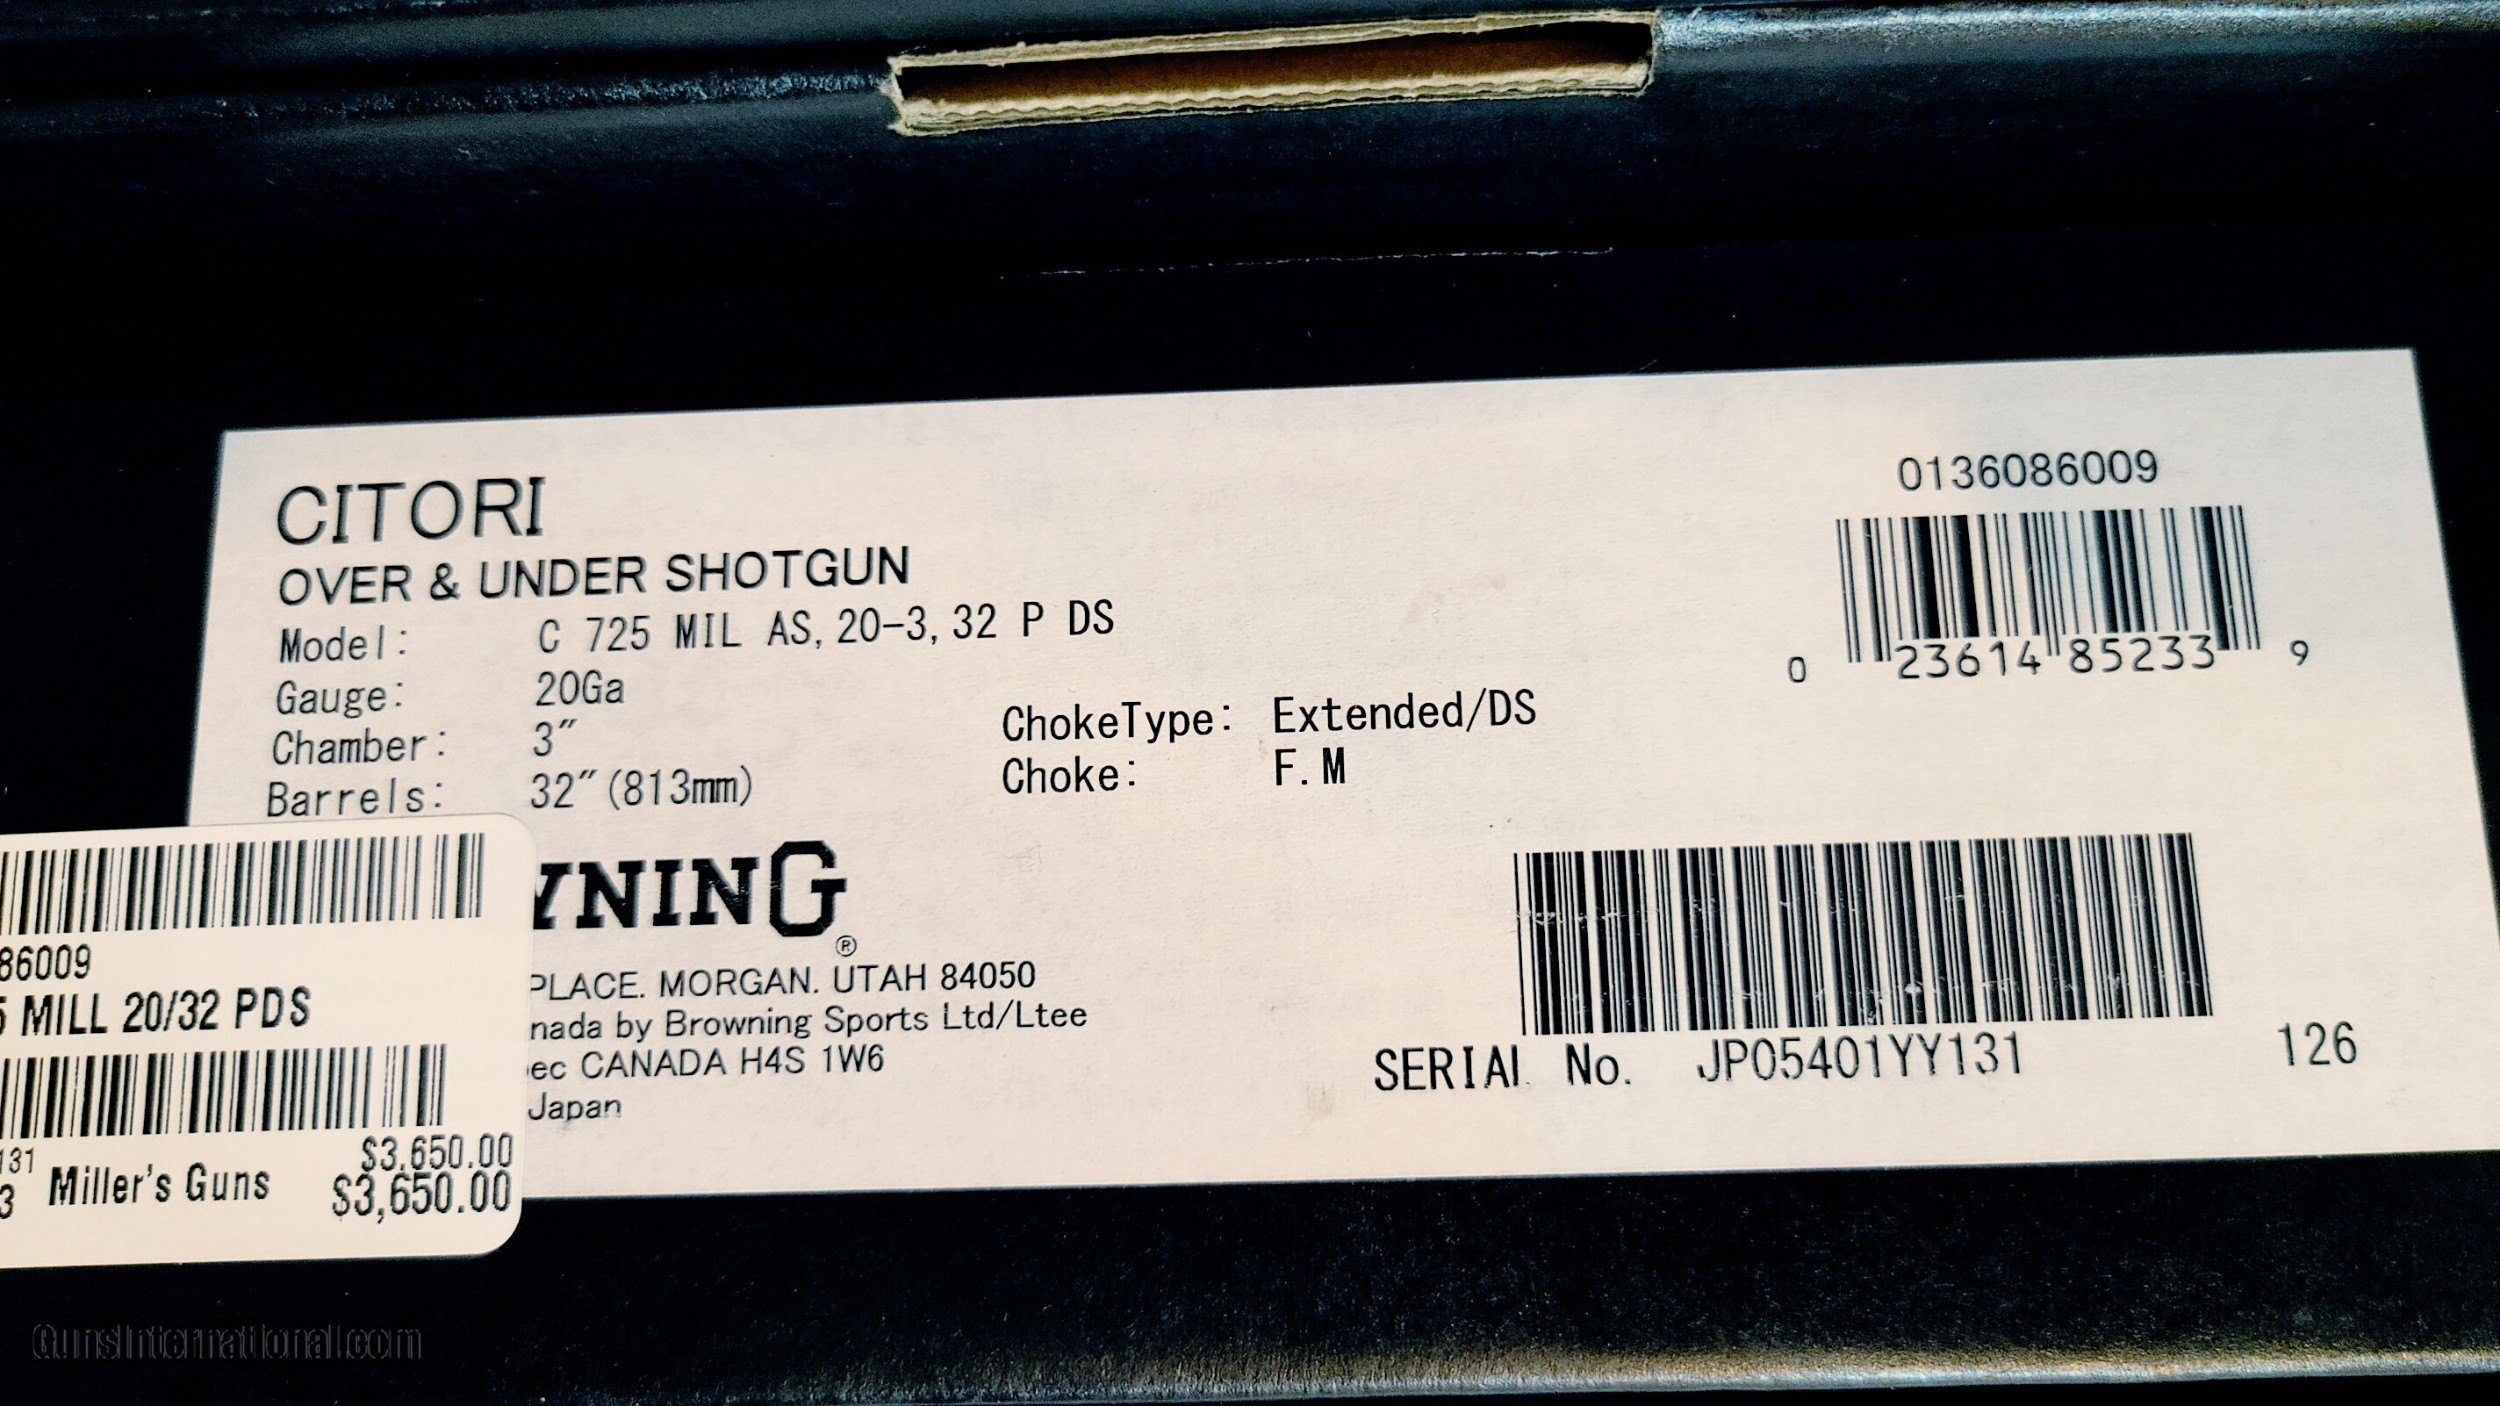 CITORI
OVER & UNDER SHOTGUN
Model: C 725 MIL AS, 20-3, 32 P DS
Gauge: 20Ga
Chamber: 3"
Barrels: 32"(813mm)
ChokeType: Extended/DS
Choke: F.M
0136086009
0 23614 85233 9
YNING®
PLACE. MORGAN. UTAH 84050
nada by Browning Sports Ltd/Ltee
ec CANADA H4S 1W6
Japan
SERIAL No. JP05401YY131
126
86009
5 MILL 20/32 PDS
131
$3,650.00
3 Miller's Guns $3,650.00
GunsInternational.com